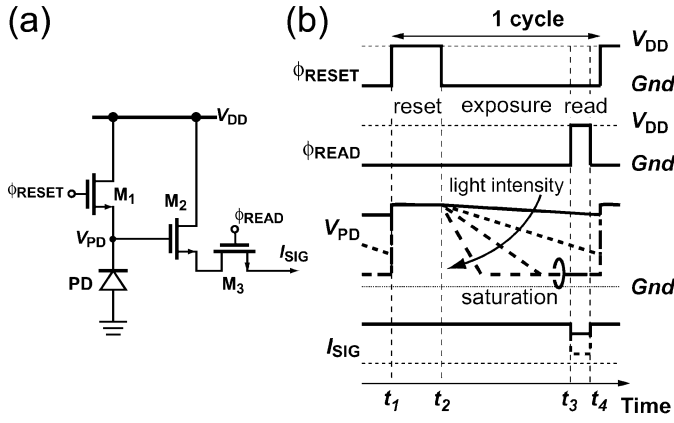 (a)
V_DD
ϕ_RESET
M_1
M_2
ϕ_READ
V_PD
I_SIG
M_3
PD
(b)
1 cycle
ϕ_RESET
V_DD
Gnd
reset exposure read
V_DD
ϕ_READ
Gnd
light intensity
V_PD
saturation
Gnd
I_SIG
t_1 t_2 t_3 t_4 Time